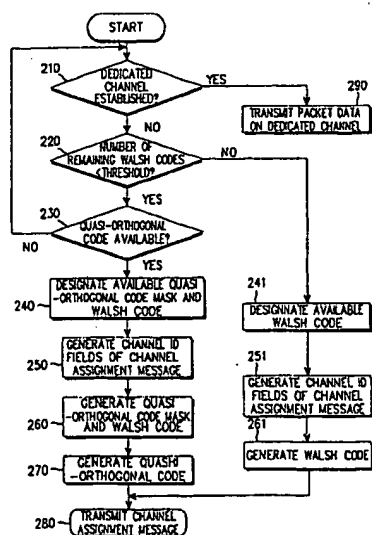 START
210
DEDICATED
CHANNEL
ESTABLISHED?
YES
290
TRANSMIT PACKET DATA
ON DEDICATED CHANNEL
NO
220
NUMBER OF
REMAINING WALSH CODES
<THRESHOLD?
NO
YES
230
QUASI-ORTHOGONAL
CODE AVAILABLE?
NO
YES
DESIGNATE AVAILABLE QUASI
-ORTHOGONAL CODE MASK AND
WALSH CODE
240
241
DESIGNNATE AVAILABLE
WALSH CODE
GENERATE CHANNEL ID
FIELDS OF CHANNEL
ASSIGNMENT MESSAGE
250
251
GENERATE CHANNEL ID
FIELDS OF CHANNEL
ASSIGNMENT MESSAGE
GENERATE QUASI
-ORTHOGONAL CODE MASK
AND WALSH CODE
260
261
GENERATE WALSH CODE
GENERATE QUASHI
-ORTHOGONAL CODE
270
TRANSMIT CHANNEL
ASSIGNMENT MESSAGE
280